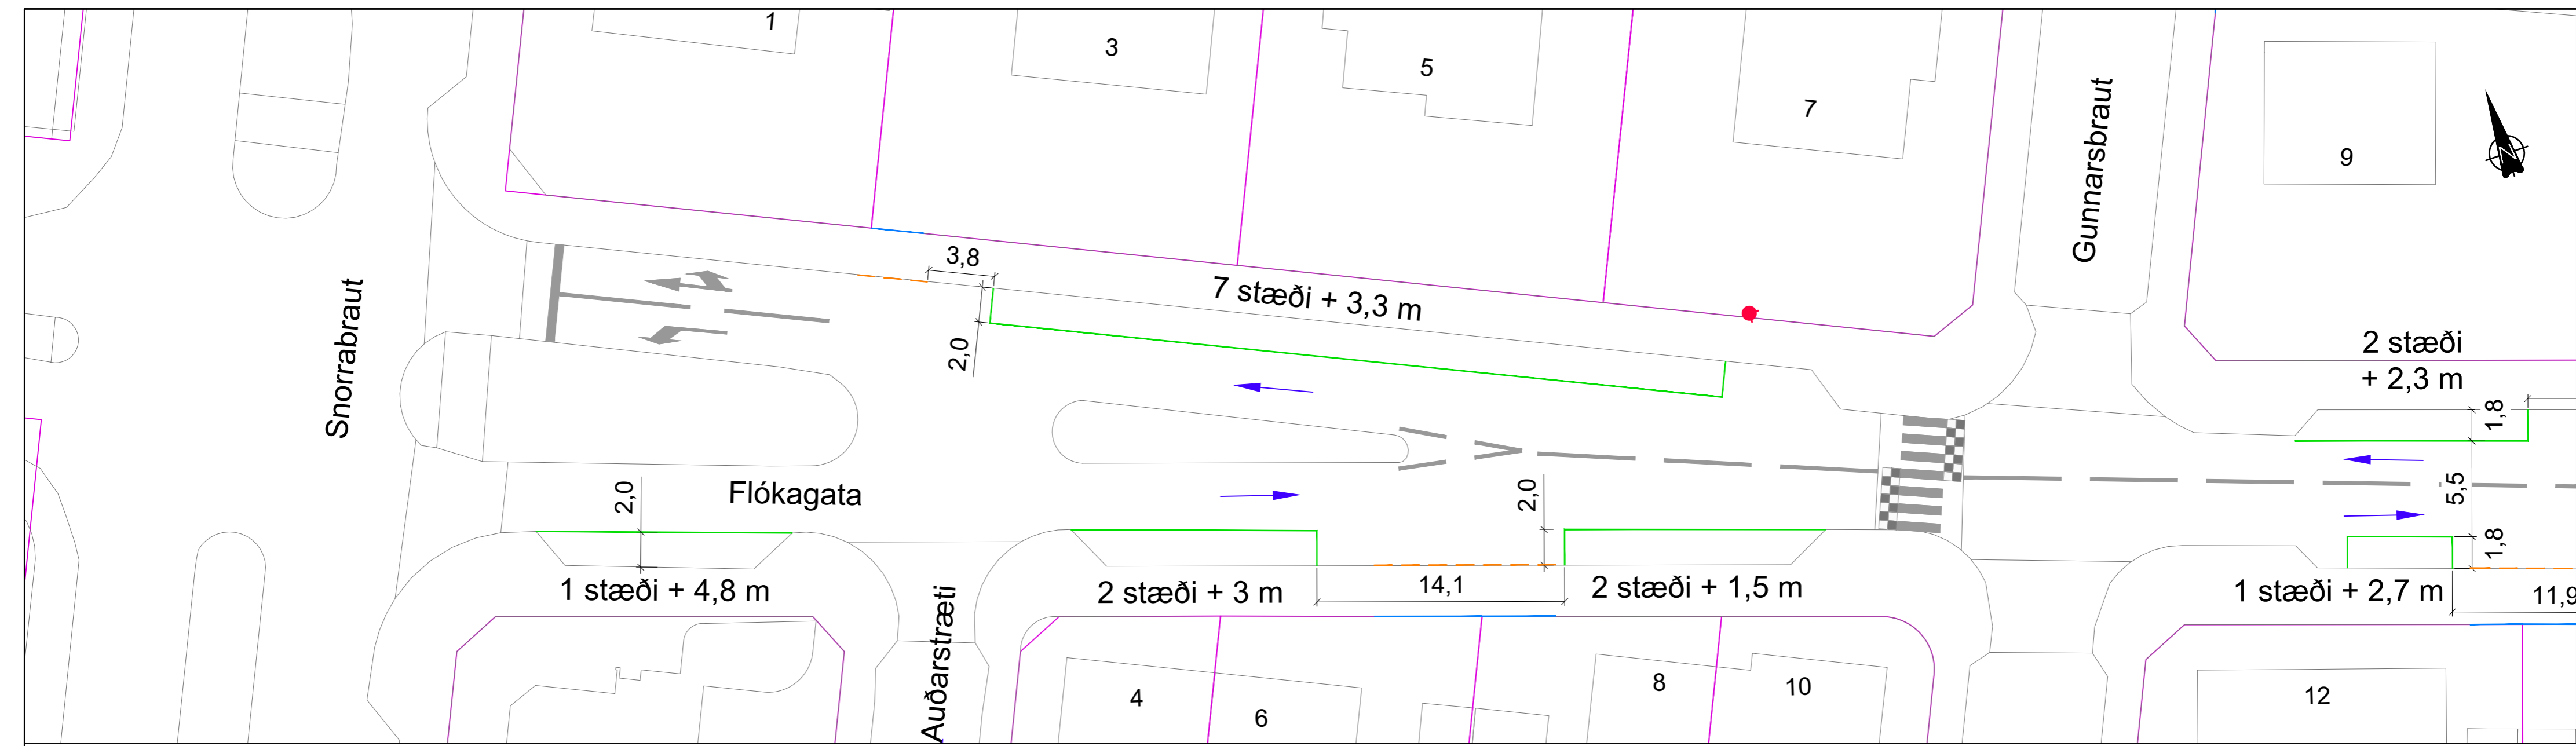 1
3
5
7
9
Gunnarsbraut
N
3,8
7 stæði + 3,3 m
2,0
Snorrabraut
2 stæði
+ 2,3 m
1,8
5,5
1,8
Flókagata
2,0
2,0
1 stæði + 4,8 m
2 stæði + 3 m
14,1
2 stæði + 1,5 m
1 stæði + 2,7 m
11,9
Auðarstræti
4
6
8
10
12